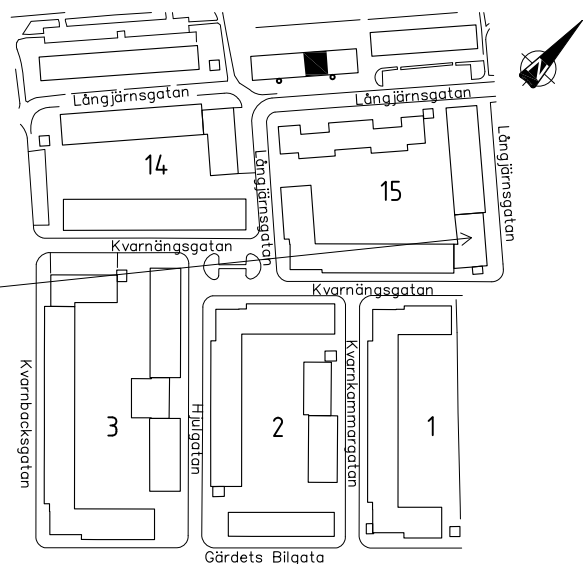 N
Långjärnsgatan
Långjärnsgatan
14
Långjärnsgatan
15
Långjärnsgatan
Kvarnängsgatan
Kvarnängsgatan
Kvarnbacksgatan
3
Hjulgatan
2
Kvarnkammargatan
1
Gärdets Bilgata